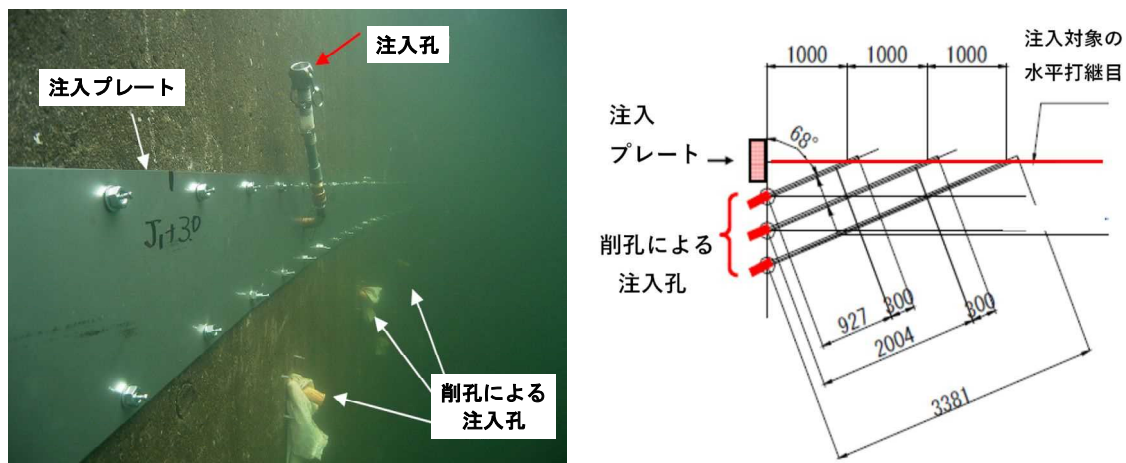 注入孔
注入プレート
J1+3.0
削孔による
注入孔
1000
1000
1000
注入対象の
水平打継目
注入
プレート
68°
削孔による
注入孔
927
300
2004
300
3381